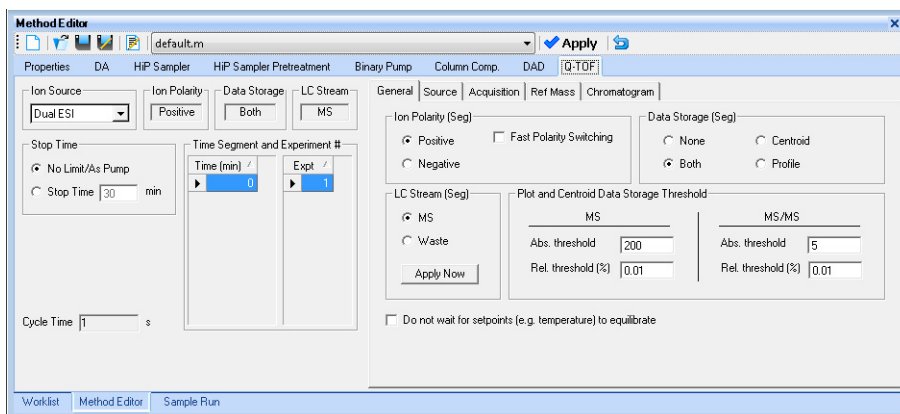 Method Editor
default.m
Apply
Properties DA HiP Sampler HiP Sampler Pretreatment Binary Pump Column Comp. DAD Q-TOF
Ion Source
Dual ESI
Ion Polarity
Positive
Data Storage
Both
LC Stream
MS
Stop Time
No Limit/As Pump
Stop Time 30 min
Time Segment and Experiment #
Time (min) Expt
0 1
Cycle Time 1 s
General Source Acquisition Ref Mass Chromatogram
Ion Polarity (Seg)
Positive Fast Polarity Switching
Negative
Data Storage (Seg)
None Centroid
Both Profile
LC Stream (Seg)
MS
Waste
Apply Now
Plot and Centroid Data Storage Threshold
MS MS/MS
Abs. threshold 200 Abs. threshold 5
Rel. threshold (%) 0.01 Rel. threshold (%) 0.01
Do not wait for setpoints (e.g. temperature) to equilibrate
Worklist Method Editor Sample Run